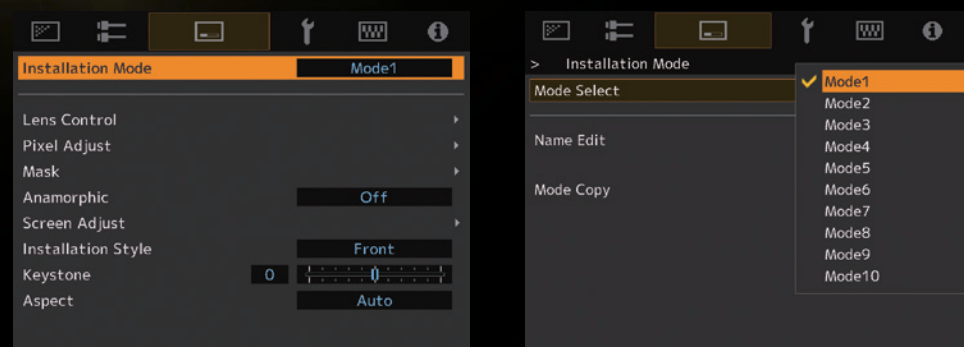 Installation Mode Mode1
Lens Control
Pixel Adjust
Mask
Anamorphic Off
Screen Adjust
Installation Style Front
Keystone 0
Aspect Auto
> Installation Mode
Mode Select
Name Edit
Mode Copy
Mode1
Mode2
Mode3
Mode4
Mode5
Mode6
Mode7
Mode8
Mode9
Mode10